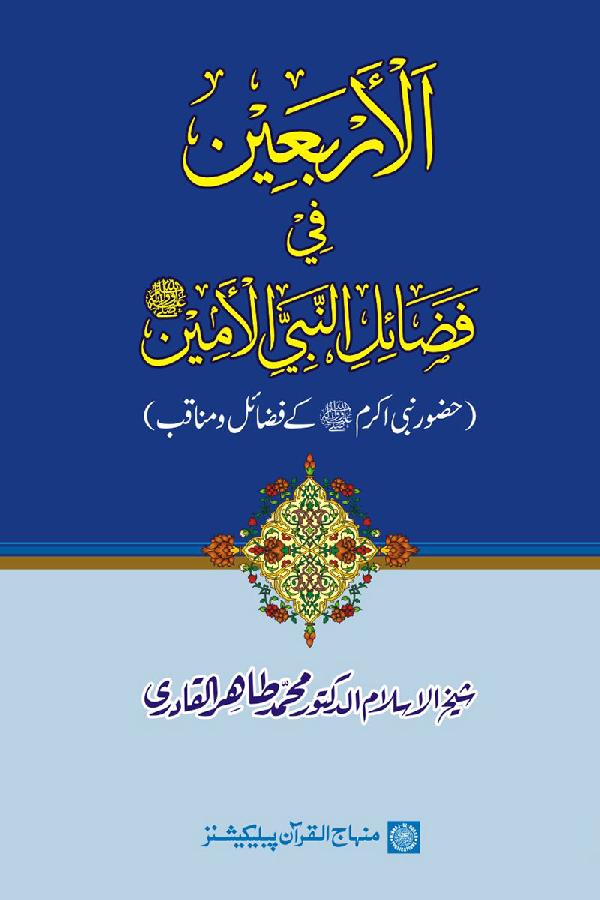 اَلْأَرْبَعِيْن
فِي
فَضَائِلِ النَّبِيِّ الْأَمِيْن ﷺ
(حضور نبی اکرم ﷺ کے فضائل و مناقب)
شیخ الاسلام الدکتور محمّد طاہر القادری
منہاج القرآن پبلیکیشنز